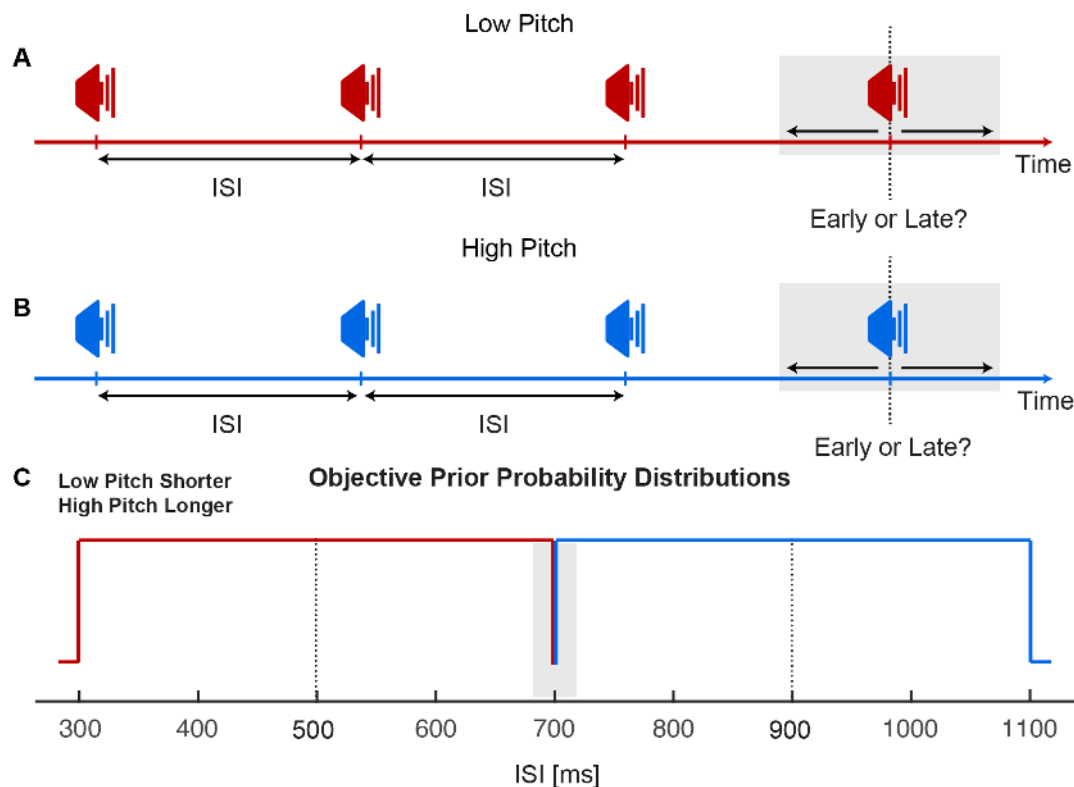 Low Pitch
A
ISI ISI
Time
Early or Late?
High Pitch
B
ISI ISI
Time
Early or Late?
C
Low Pitch Shorter
High Pitch Longer
Objective Prior Probability Distributions
300 400 500 600 700 800 900 1000 1100
ISI [ms]